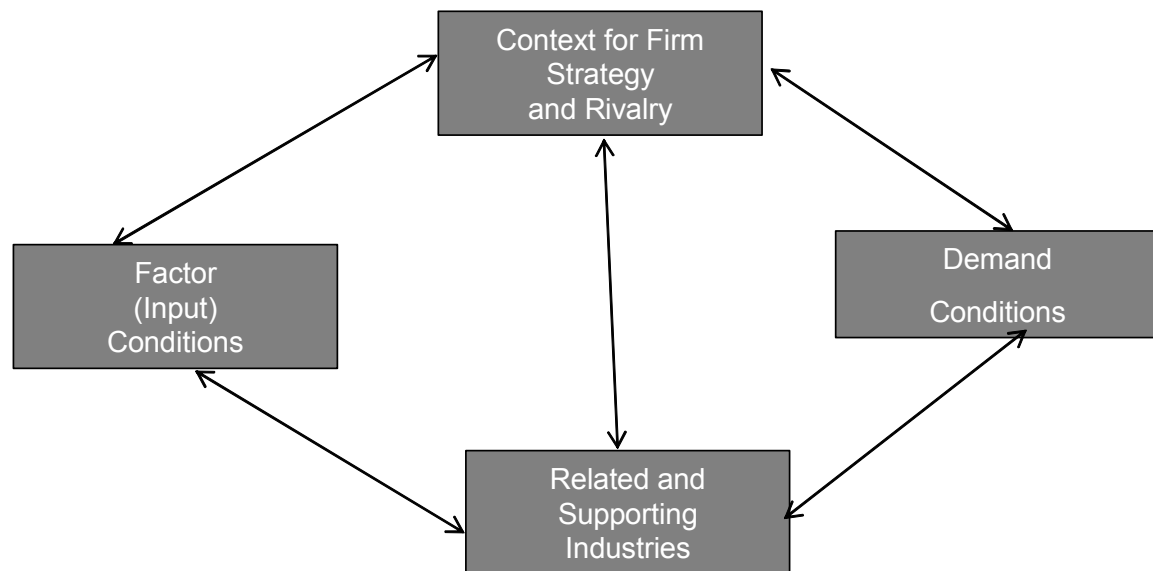 Context for Firm
Strategy
and Rivalry
Factor
(Input)
Conditions
Demand
Conditions
Related and
Supporting
Industries